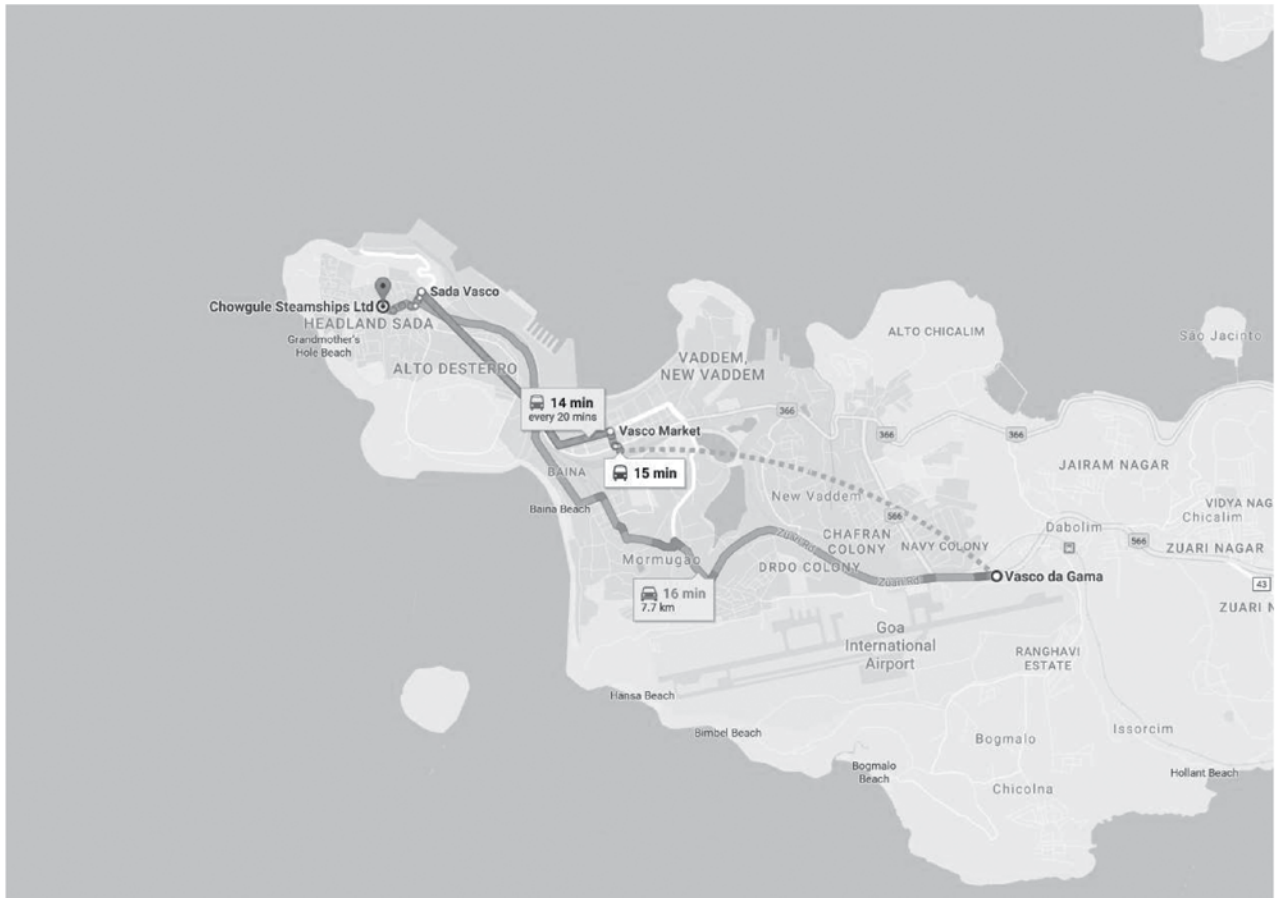 Sada Vasco
Chowgule Steamships Ltd
HEADLAND SADA
Grandmother's
Hole Beach
ALTO DESTERRO
ALTO CHICALIM
São Jacinto
VADDEM,
NEW VADDEM
14 min
every 20 mins
366
366
366
Vasco Market
15 min
BAINA
JAIRAM NAGAR
New Vaddem
Baina Beach
566
VIDYA NAG
Chicalim
Dabolim
CHAFRAN
COLONY
NAVY COLONY
566
ZUARI NAGAR
Zuari Rd
Mormugao
DRDO COLONY
Zuari Rd
Vasco da Gama
43
16 min
7.7 km
ZUARI N
Goa
International
Airport
RANGHAVI
ESTATE
Hansa Beach
Bimbel Beach
Bogmalo
Issorcim
Bogmalo
Beach
Hollant Beach
Chicolna